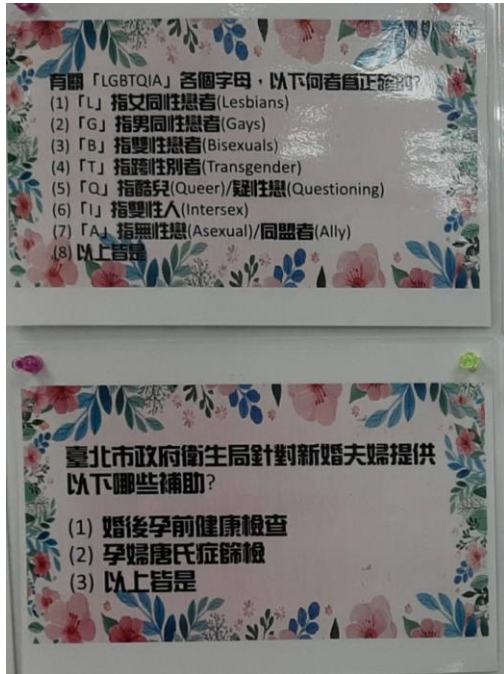 有關「LGBTQIA」各個字母，以下何者為正確的?
(1)「L」指女同性戀者(Lesbians)
(2)「G」指男同性戀者(Gays)
(3)「B」指雙性戀者(Bisexuals)
(4)「T」指跨性別者(Transgender)
(5)「Q」指酷兒(Queer)/疑性戀(Questioning)
(6)「I」指雙性人(Intersex)
(7)「A」指無性戀(Asexual)/同盟者(Ally)
(8)以上皆是
臺北市政府衛生局針對新婚夫婦提供
以下哪些補助?
(1) 婚後孕前健康檢查
(2) 孕婦唐氏症篩檢
(3) 以上皆是